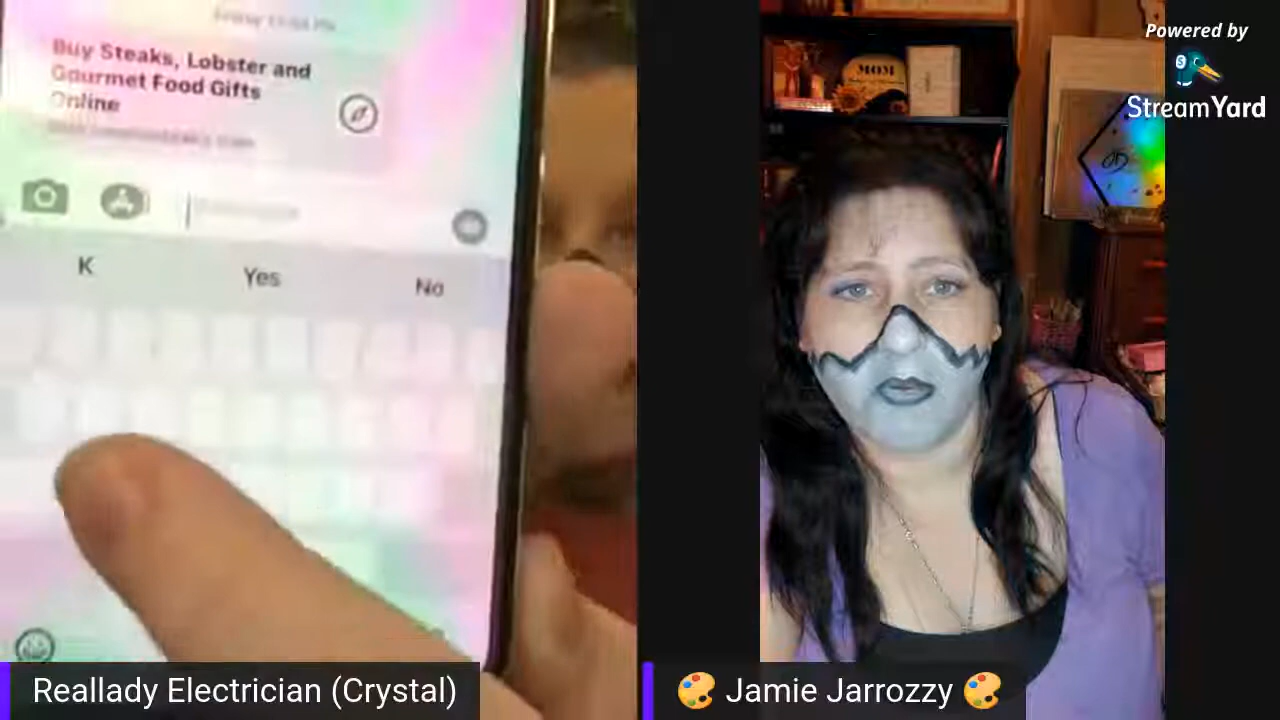 Buy Steaks, Lobster and
Gourmet Food Gifts
Online
K Yes No
MOM
Powered by
StreamYard
Reallady Electrician (Crystal)
🎨 Jamie Jarrozzy 🎨